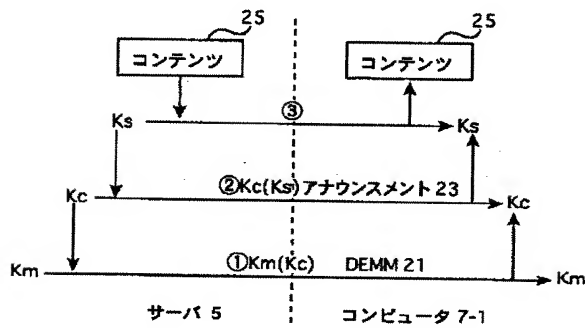 25 25
コンテンツ コンテンツ
Ks ③ Ks
Kc ②Kc(Ks)アナウンスメント 23 Kc
Km ①Km(Kc) DEMM 21 Km
サーバ 5 コンピュータ 7-1